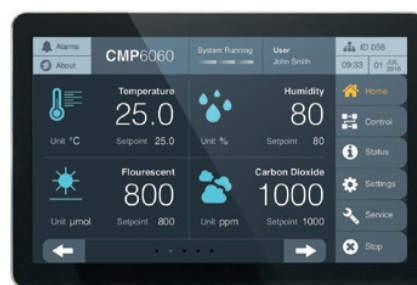 Alarms
About
CMP6060
System Running
User
John Smith
ID 058
09:33 01 JUL 2016
Temperature
25.0
Unit °C Setpoint 25.0
Humidity
80
Unit % Setpoint 80
Flourescent
800
Unit µmol Setpoint 800
Carbon Dioxide
1000
Unit ppm Setpoint 1000
Home
Control
Status
Settings
Service
Stop